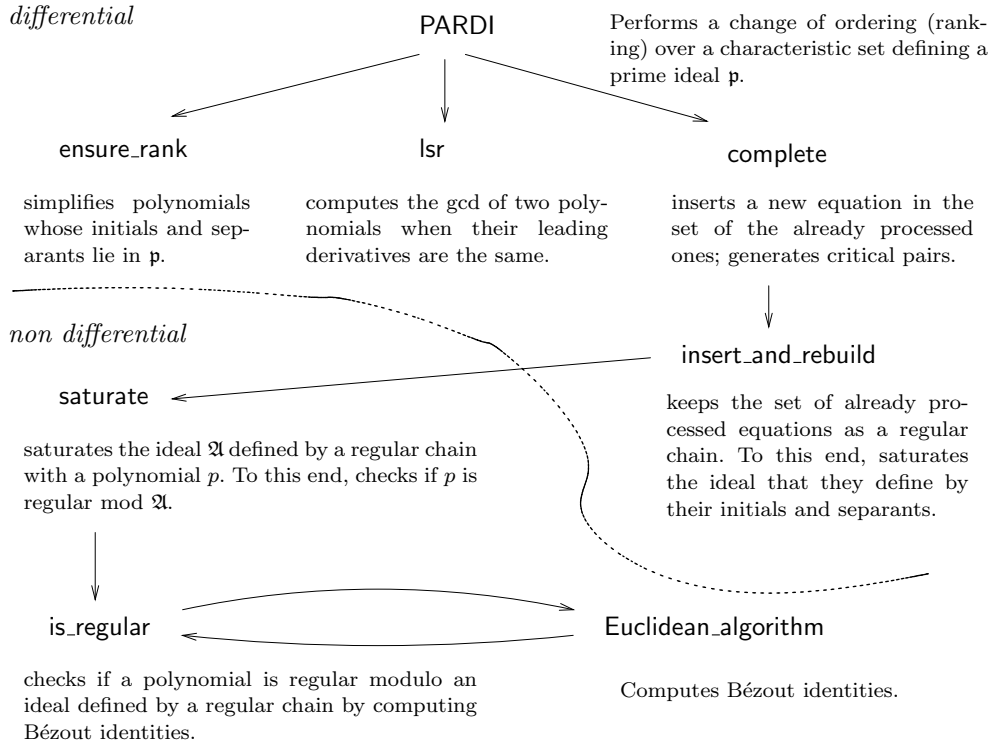 differential
PARDI
Performs a change of ordering (rank-
ing) over a characteristic set defining a
prime ideal 𝔭.
ensure_rank
lsr
complete
simplifies polynomials
whose initials and sep-
arants lie in 𝔭.
computes the gcd of two poly-
nomials when their leading
derivatives are the same.
inserts a new equation in the
set of the already processed
ones; generates critical pairs.
non differential
insert_and_rebuild
saturate
keeps the set of already pro-
cessed equations as a regular
chain. To this end, saturates
the ideal that they define by
their initials and separants.
saturates the ideal 𝔄 defined by a regular chain
with a polynomial p. To this end, checks if p is
regular mod 𝔄.
is_regular
Euclidean_algorithm
checks if a polynomial is regular modulo an
ideal defined by a regular chain by computing
Bézout identities.
Computes Bézout identities.